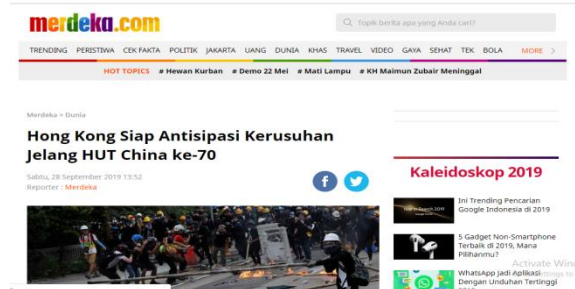 merdeka.com
Topik berita apa yang Anda cari?
TRENDING PERISTIWA CEK FAKTA POLITIK JAKARTA UANG DUNIA KHAS TRAVEL VIDEO GAYA SEHAT TEK BOLA MORE >
HOT TOPICS # Hewan Kurban # Demo 22 Mei # Mati Lampu # KH Maimun Zubair Meninggal
Merdeka > Dunia
Hong Kong Siap Antisipasi Kerusuhan
Jelang HUT China ke-70
Sabtu, 28 September 2019 13:52
Reporter : Merdeka
Kaleidoskop 2019
Ini Trending Pencarian
Google Indonesia di 2019
5 Gadget Non-Smartphone
Terbaik di 2019, Mana
Pilihanmu?
Activate Win
WhatsApp Jadi Aplikasi
Dengan Unduhan Tertinggi